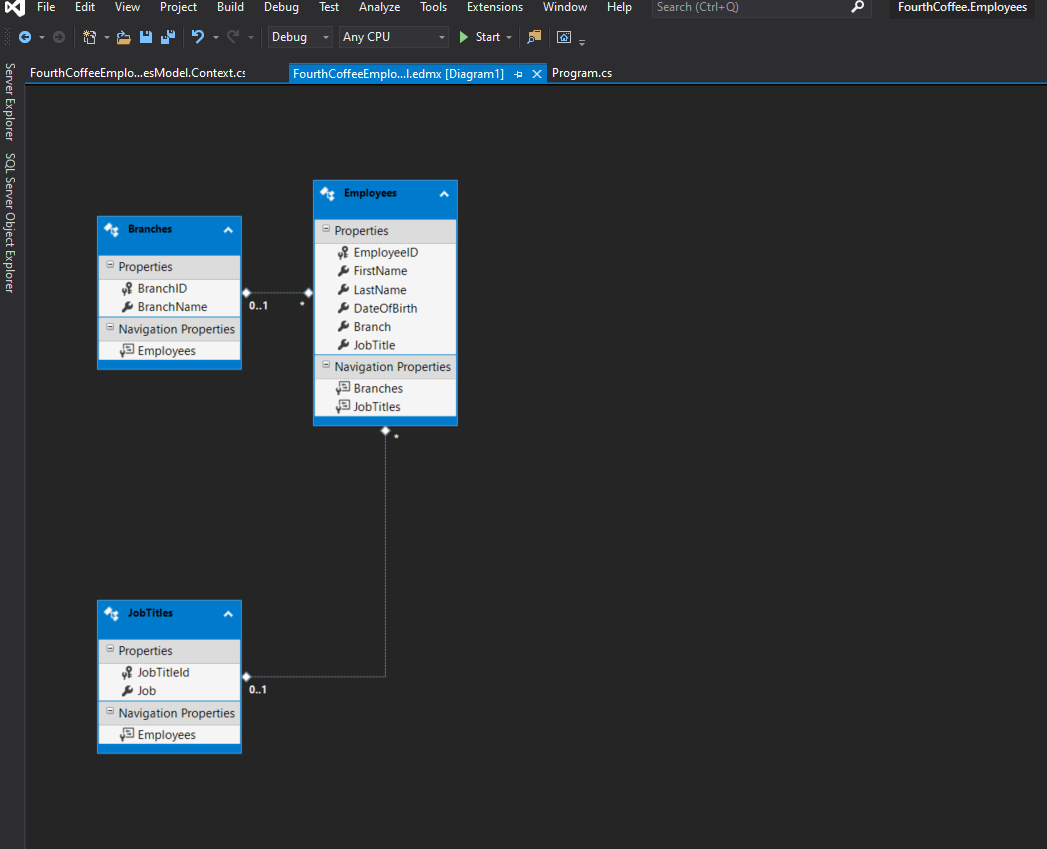 File Edit View Project Build Debug Test Analyze Tools Extensions Window Help Search (Ctrl+Q) FourthCoffee.Employees
Debug Any CPU Start
FourthCoffeeEmplo...esModel.Context.cs FourthCoffeeEmplo...l.edmx [Diagram1] Program.cs
Server Explorer
SQL Server Object Explorer
Employees
Properties
EmployeeID
FirstName
LastName
DateOfBirth
Branch
JobTitle
Navigation Properties
Branches
JobTitles
Branches
Properties
BranchID
BranchName
Navigation Properties
Employees
0..1 *
*
JobTitles
Properties
JobTitleId
Job
Navigation Properties
Employees
0..1